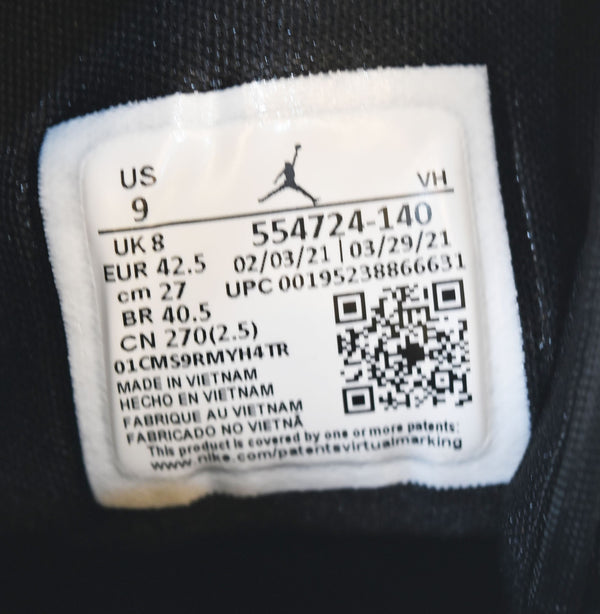 US VH
9
UK 8 554724-140
EUR 42.5 02/03/21 | 03/29/21
cm 27 UPC 00195238866631
BR 40.5
CN 270(2.5)
01CMS9RMYH4TR
MADE IN VIETNAM
HECHO EN VIETNAM
FABRIQUE AU VIETNAM
FABRICADO NO VIETNÃ
This product is covered by one or more patents:
www.nike.com/patentsvirtualmarking